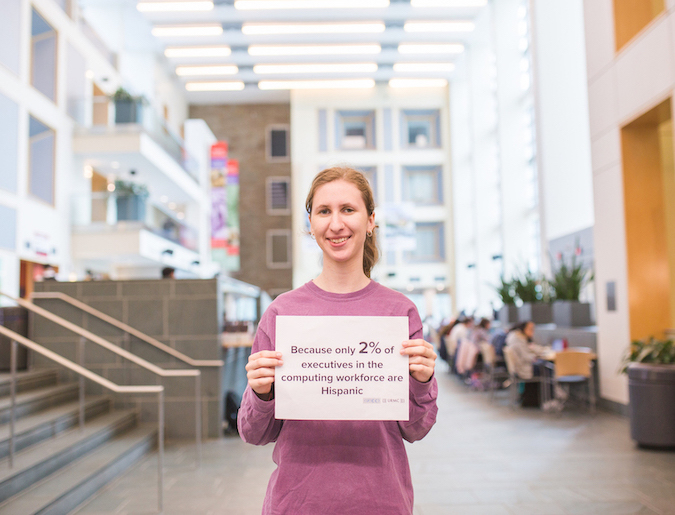 Because only 2% of
executives in the
computing workforce are
Hispanic